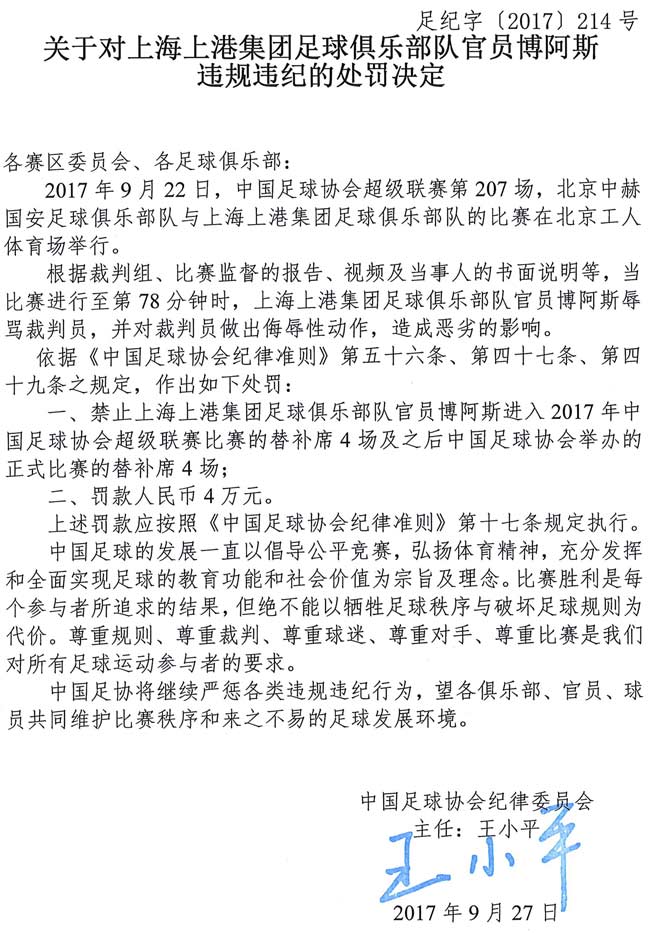 足纪字〔2017〕214 号
关于对上海上港集团足球俱乐部队官员博阿斯
违规违纪的处罚决定
各赛区委员会、各足球俱乐部：
2017 年 9 月 22 日，中国足球协会超级联赛第 207 场，北京中赫
国安足球俱乐部队与上海上港集团足球俱乐部队的比赛在北京工人
体育场举行。
根据裁判组、比赛监督的报告、视频及当事人的书面说明等，当
比赛进行至第 78 分钟时，上海上港集团足球俱乐部队官员博阿斯辱
骂裁判员，并对裁判员做出侮辱性动作，造成恶劣的影响。
依据《中国足球协会纪律准则》第五十六条、第四十七条、第四
十九条之规定，作出如下处罚：
一、禁止上海上港集团足球俱乐部队官员博阿斯进入 2017 年中
国足球协会超级联赛比赛的替补席 4 场及之后中国足球协会举办的
正式比赛的替补席 4 场；
二、罚款人民币 4 万元。
上述罚款应按照《中国足球协会纪律准则》第十七条规定执行。
中国足球的发展一直以倡导公平竞赛，弘扬体育精神，充分发挥
和全面实现足球的教育功能和社会价值为宗旨及理念。比赛胜利是每
个参与者所追求的结果，但绝不能以牺牲足球秩序与破坏足球规则为
代价。尊重规则、尊重裁判、尊重球迷、尊重对手、尊重比赛是我们
对所有足球运动参与者的要求。
中国足协将继续严惩各类违规违纪行为，望各俱乐部、官员、球
员共同维护比赛秩序和来之不易的足球发展环境。
中国足球协会纪律委员会
主任：王小平
王小平
2017 年 9 月 27 日